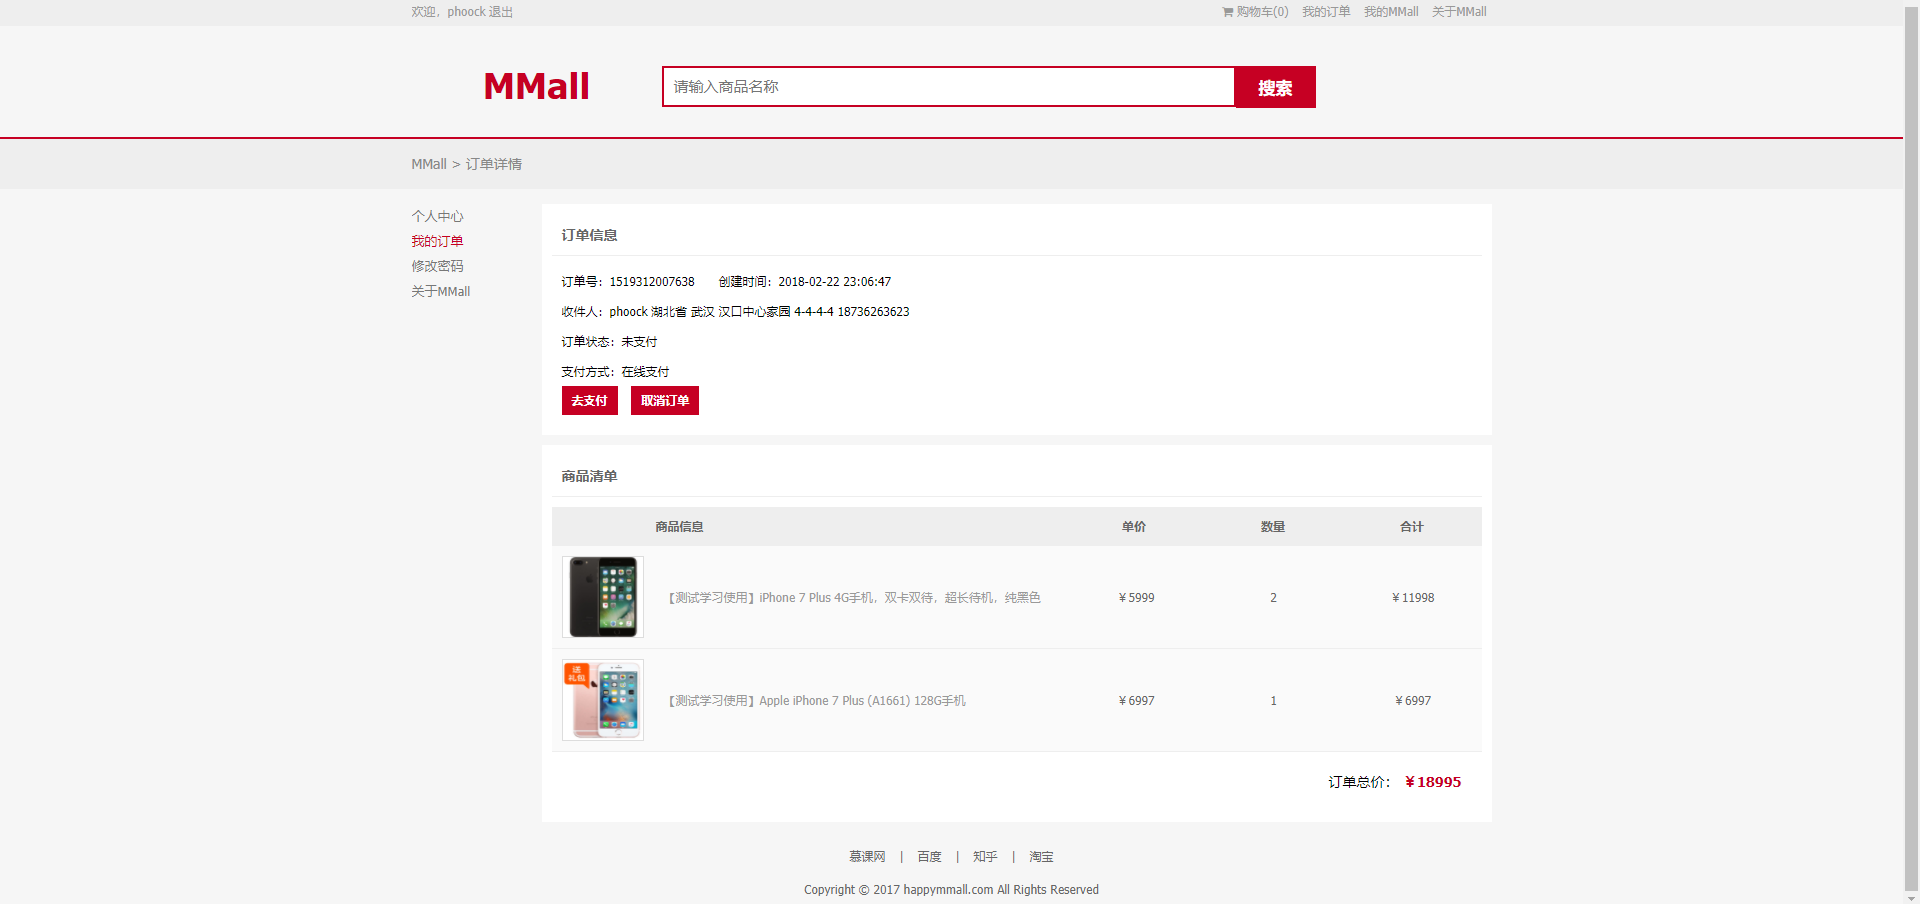 欢迎，phoock 退出 购物车(0) 我的订单 我的MMall 关于MMall
MMall 请输入商品名称 搜索
MMall > 订单详情
个人中心
我的订单
修改密码
关于MMall
订单信息
订单号：1519312007638 创建时间：2018-02-22 23:06:47
收件人：phoock 湖北省 武汉 汉口中心家园 4-4-4-4 18736263623
订单状态：未支付
支付方式：在线支付
去支付 取消订单
商品清单
商品信息 单价 数量 合计
【测试学习使用】iPhone 7 Plus 4G手机，双卡双待，超长待机，纯黑色 ￥5999 2 ￥11998
送
礼包
【测试学习使用】Apple iPhone 7 Plus (A1661) 128G手机 ￥6997 1 ￥6997
订单总价： ￥18995
慕课网 | 百度 | 知乎 | 淘宝
Copyright © 2017 happymmall.com All Rights Reserved